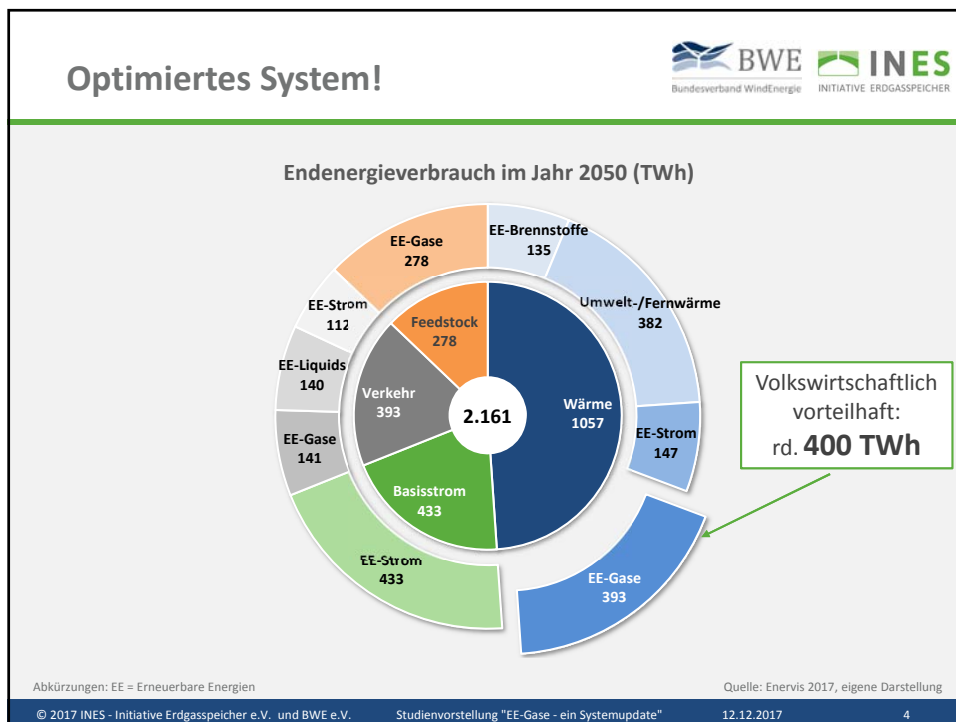 Optimiertes System!
BWE
Bundesverband WindEnergie
INES
INITIATIVE ERDGASSPEICHER
Endenergieverbrauch im Jahr 2050 (TWh)
EE-Brennstoffe
135
Umwelt-/Fernwärme
382
EE-Strom
147
EE-Gase
393
EE-Strom
433
EE-Gase
141
EE-Liquids
140
EE-Strom
112
EE-Gase
278
Feedstock
278
Verkehr
393
Basisstrom
433
Wärme
1057
2.161
Volkswirtschaftlich
vorteilhaft:
rd. 400 TWh
Abkürzungen: EE = Erneuerbare Energien
Quelle: Enervis 2017, eigene Darstellung
© 2017 INES - Initiative Erdgasspeicher e.V. und BWE e.V.
Studienvorstellung "EE-Gase - ein Systemupdate"
12.12.2017
4